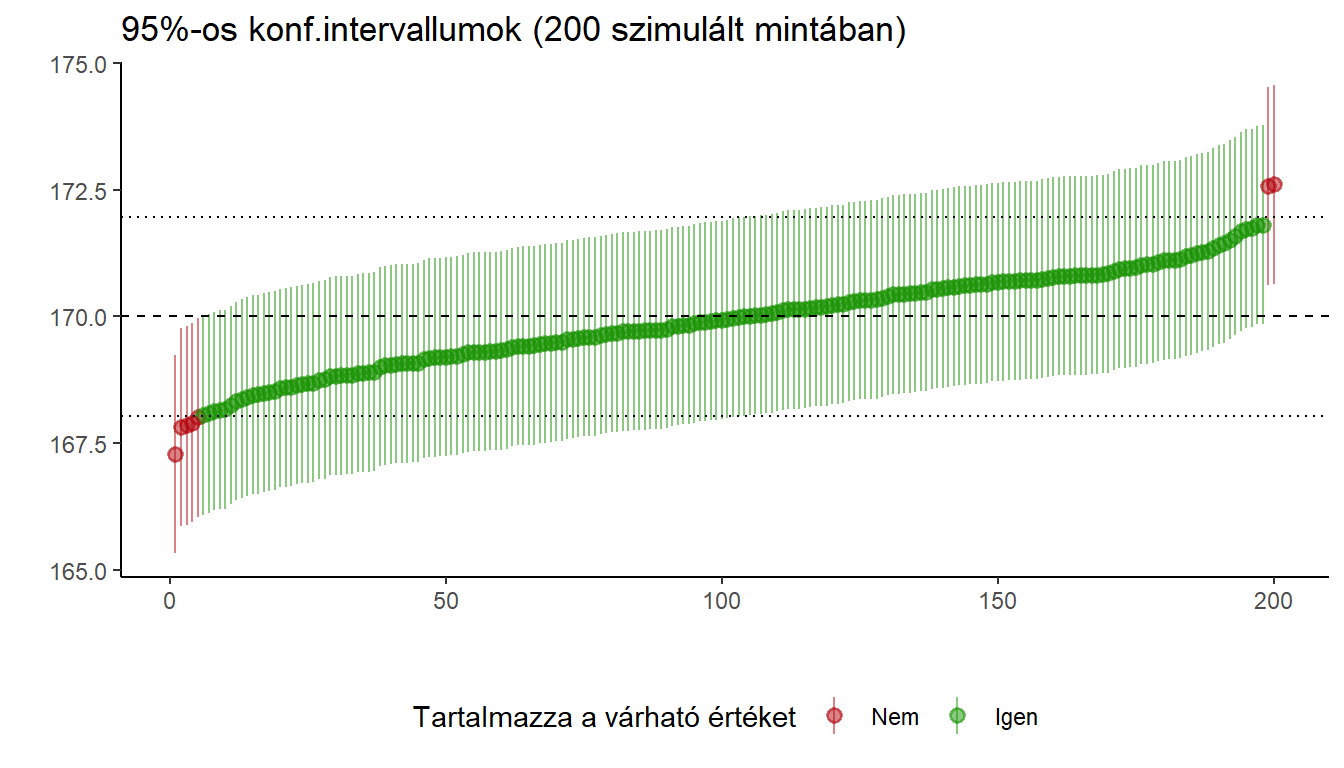 95%-os konf.intervallumok (200 szimulált mintában)
175.0
172.5
170.0
167.5
165.0
0 50 100 150 200
Tartalmazza a várható értéket Nem Igen